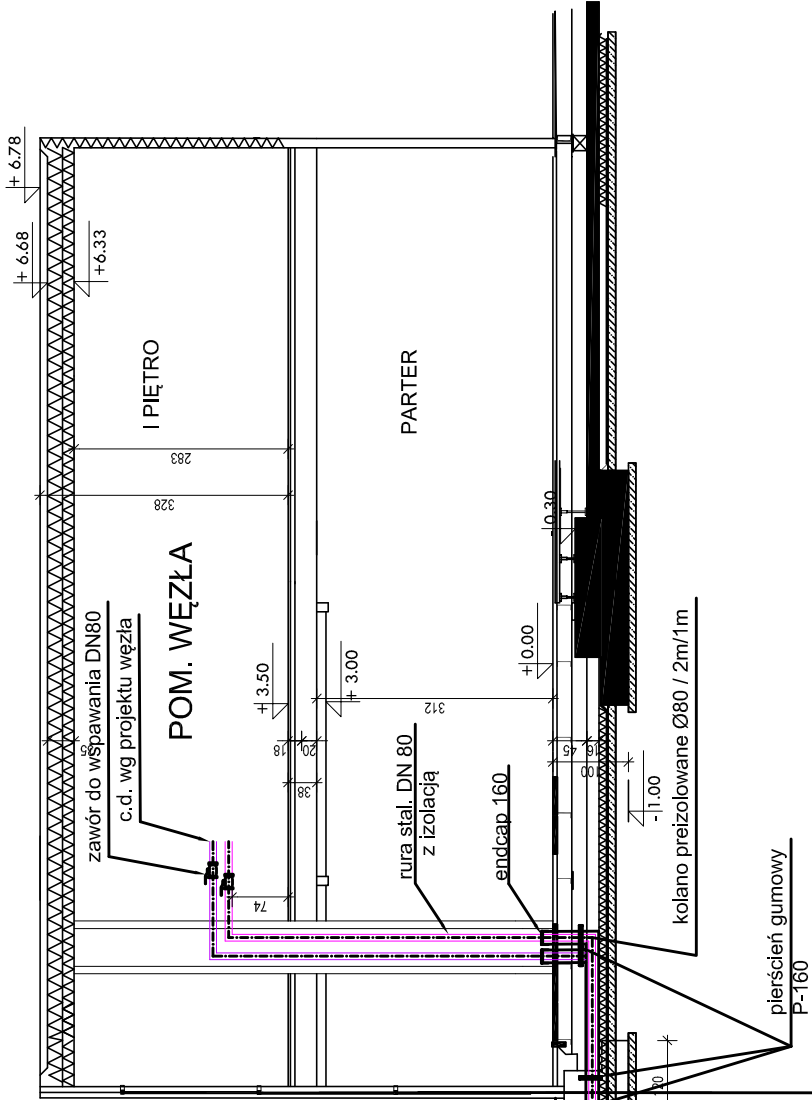 + 6.78
+ 6.68
+6.33
I PIĘTRO
PARTER
283
328
POM. WĘZŁA
zawór do wspawania DN80
c.d. wg projektu węzła
35
+ 3.50
+ 3.00
18
20
38
312
+ 0.00
- 0.30
45
16
100
- 1.00
74
rura stal. DN 80
z izolacją
endcap 160
kolano preizolowane Ø80 / 2m/1m
pierścień gumowy
P-160